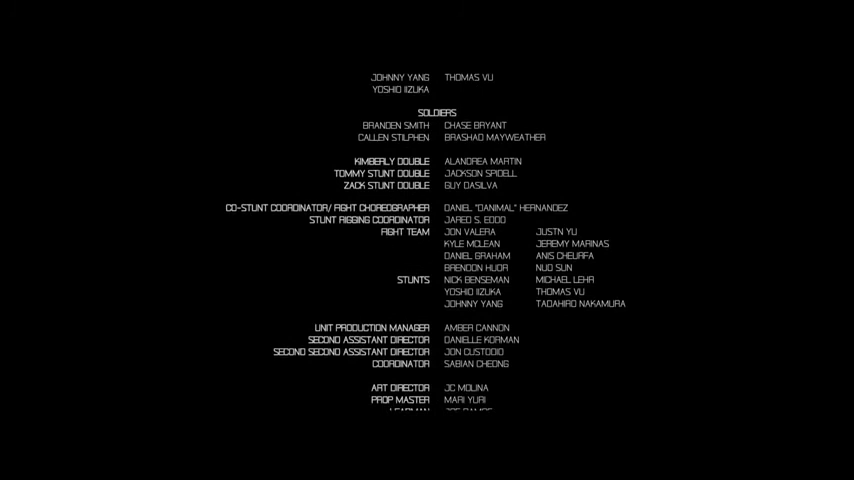 JOHNNY YANG THOMAS VU
YOSHIO IIZUKA
SOLDIERS
BRANDEN SMITH CHASE BRYANT
CALLEN STILPHEN BRASHAD MAYWEATHER
KIMBERLY DOUBLE ALANDREA MARTIN
TOMMY STUNT DOUBLE JACKSON SPIDELL
ZACK STUNT DOUBLE GUY DASILVA
CO-STUNT COORDINATOR/ FIGHT CHOREOGRAPHER DANIEL "DANIMAL" HERNANDEZ
STUNT RIGGING COORDINATOR JARED S. EDDO
FIGHT TEAM JON VALERA JUSTN YU
KYLE MCLEAN JEREMY MARINAS
DANIEL GRAHAM ANIS CHEURFA
BRENDON HUOR NUO SUN
STUNTS NICK BENSEMAN MICHAEL LEHR
YOSHIO IIZUKA THOMAS VU
JOHNNY YANG TADAHIRO NAKAMURA
UNIT PRODUCTION MANAGER AMBER CANNON
SECOND ASSISTANT DIRECTOR DANIELLE KORMAN
SECOND SECOND ASSISTANT DIRECTOR JON CUSTODIO
COORDINATOR SABIAN CHEONG
ART DIRECTOR JC MOLINA
PROP MASTER MARI YURI